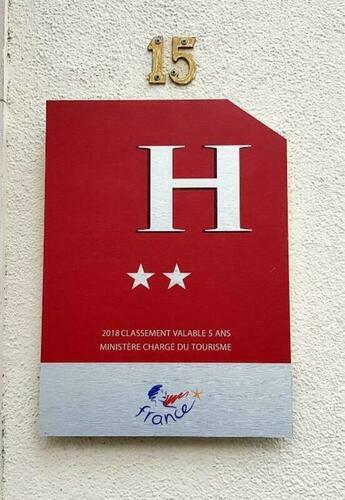 15
H
2018 CLASSEMENT VALABLE 5 ANS
MINISTÈRE CHARGÉ DU TOURISME
france